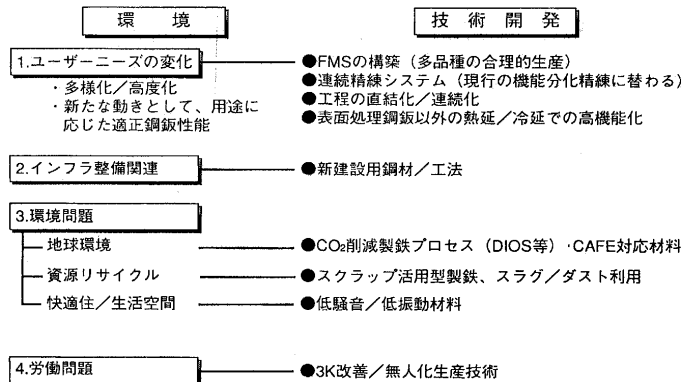 環 境
技 術 開 発
1.ユーザーニーズの変化
・多様化/高度化
・新たな動きとして、用途に
応じた適正鋼鈑性能
●FMSの構築(多品種の合理的生産)
●連続精練システム(現行の機能分化精練に替わる)
●工程の直結化/連続化
●表面処理鋼鈑以外の熱延/冷延での高機能化
2.インフラ整備関連
●新建設用鋼材/工法
3.環境問題
地球環境
●CO₂削減製鉄プロセス(DIOS等)・CAFE対応材料
資源リサイクル
●スクラップ活用型製鉄、スラグ/ダスト利用
快適住/生活空間
●低騒音/低振動材料
4.労働問題
●3K改善/無人化生産技術